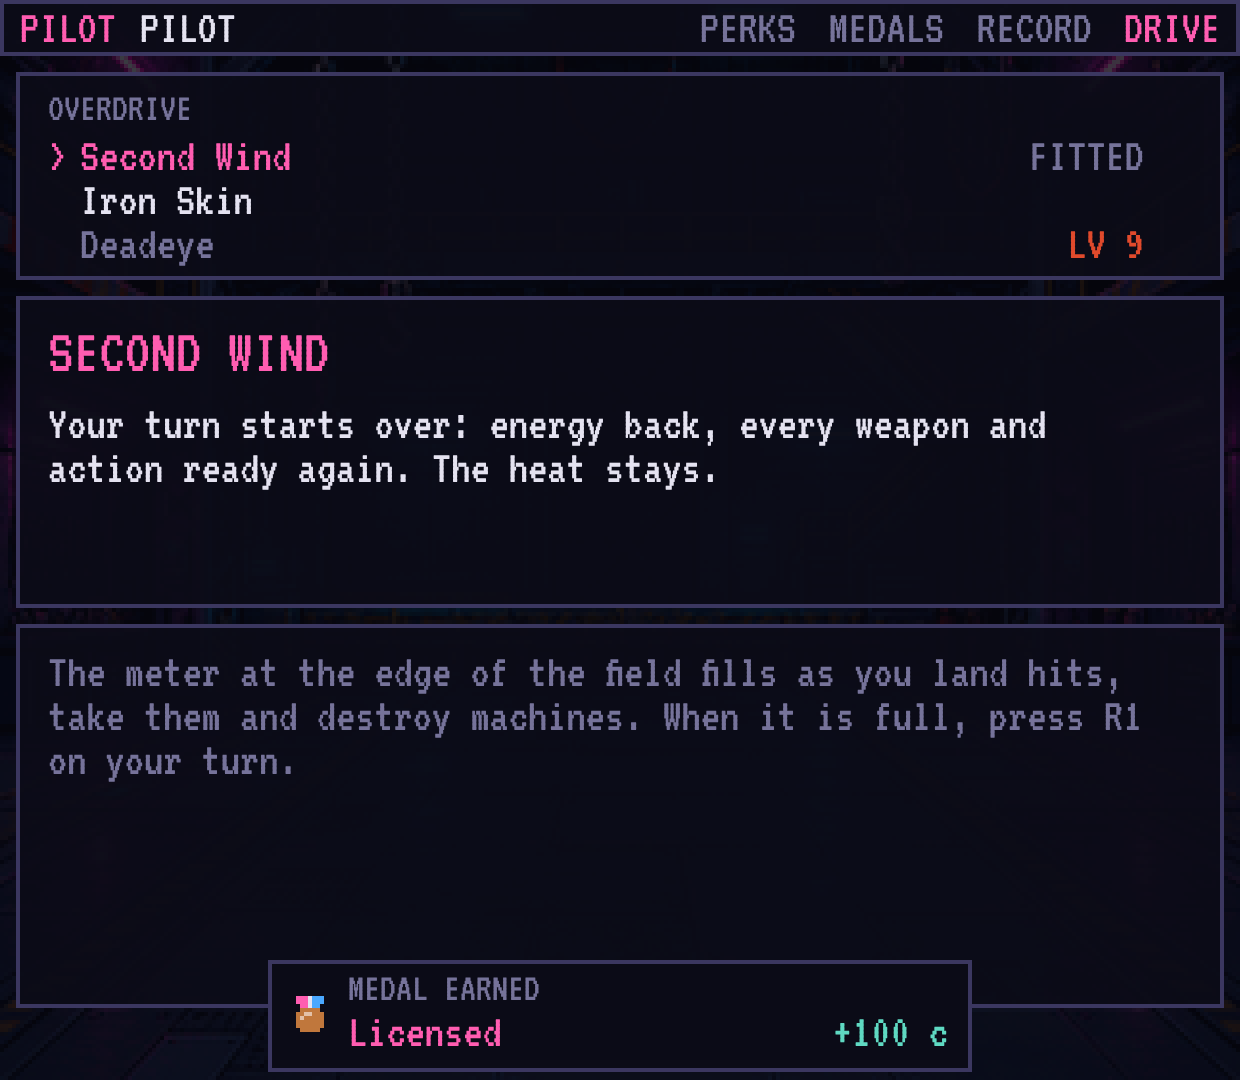 PILOT PILOT PERKS MEDALS RECORD DRIVE
OVERDRIVE
> Second Wind FITTED
Iron Skin
Deadeye LV 9
SECOND WIND
Your turn starts over: energy back, every weapon and
action ready again. The heat stays.
The meter at the edge of the field fills as you land hits,
take them and destroy machines. When it is full, press R1
on your turn.
MEDAL EARNED
Licensed +100 c